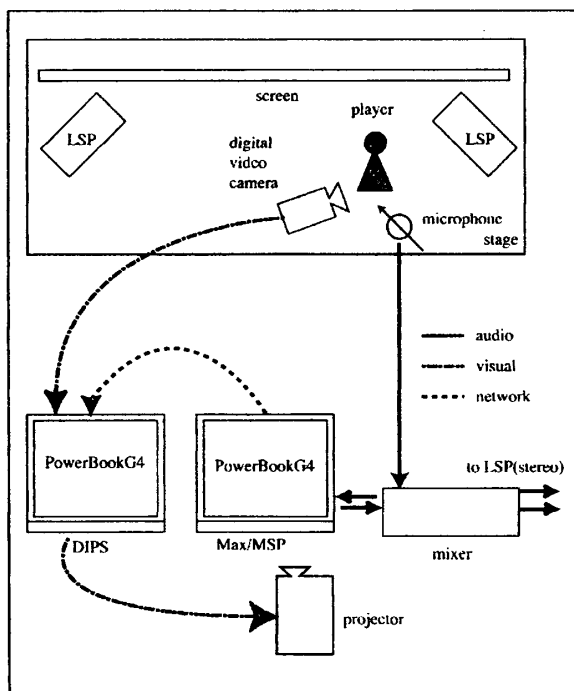 screen
LSP
player
LSP
digital
video
camera
microphone
stage
audio
visual
network
PowerBookG4
PowerBookG4
to LSP(stereo)
DIPS
Max/MSP
mixer
projector